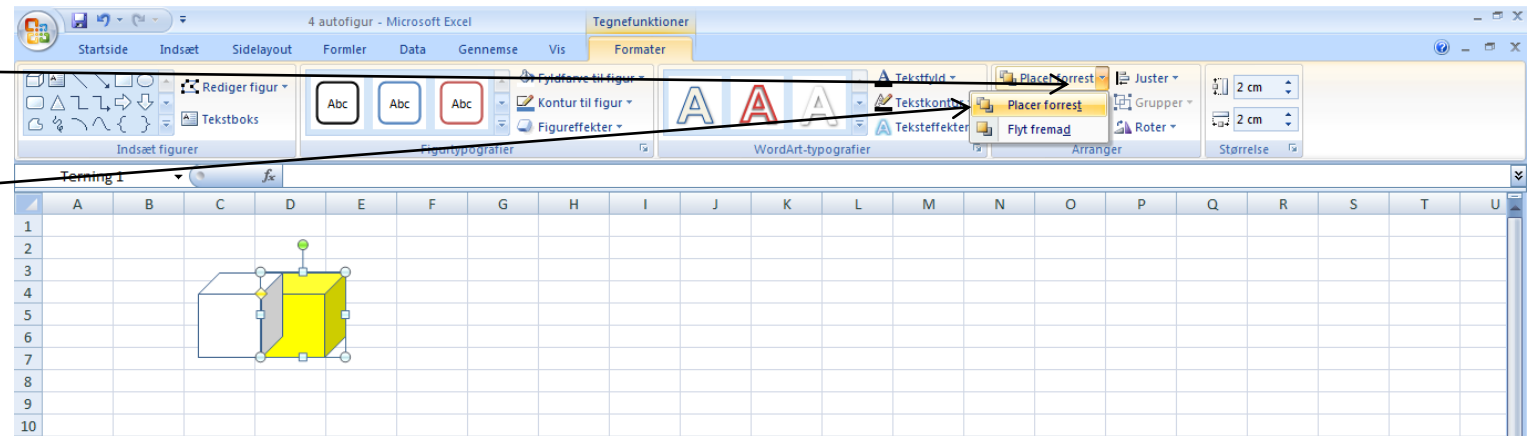 4 autofigur - Microsoft Excel
Tegnefunktioner
Startside Indsæt Sidelayout Formler Data Gennemse Vis Formater
Rediger figur
Tekstboks
Indsæt figurer
Abc Abc Abc
Fyldfarve til figur
Kontur til figur
Figureffekter
Figurtypografier
A A A
A Tekstfyld
Tekstkontur
A Teksteffekter
WordArt-typografier
Placer forrest
Placer forrest
Flyt fremad
Juster
Grupper
Roter
Arranger
2 cm
2 cm
Størrelse
Terning 1
fx
A B C D E F G H I J K L M N O P Q R S T U
1
2
3
4
5
6
7
8
9
10